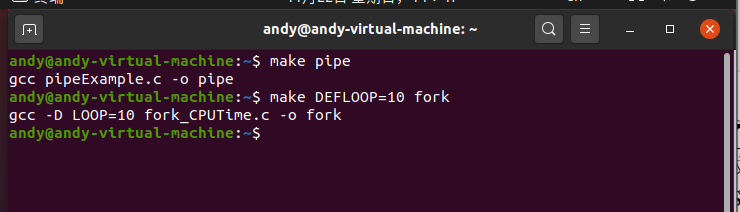 andy@andy-virtual-machine: ~
andy@andy-virtual-machine:~$ make pipe
gcc pipeExample.c -o pipe
andy@andy-virtual-machine:~$ make DEFLOOP=10 fork
gcc -D LOOP=10 fork_CPUTime.c -o fork
andy@andy-virtual-machine:~$